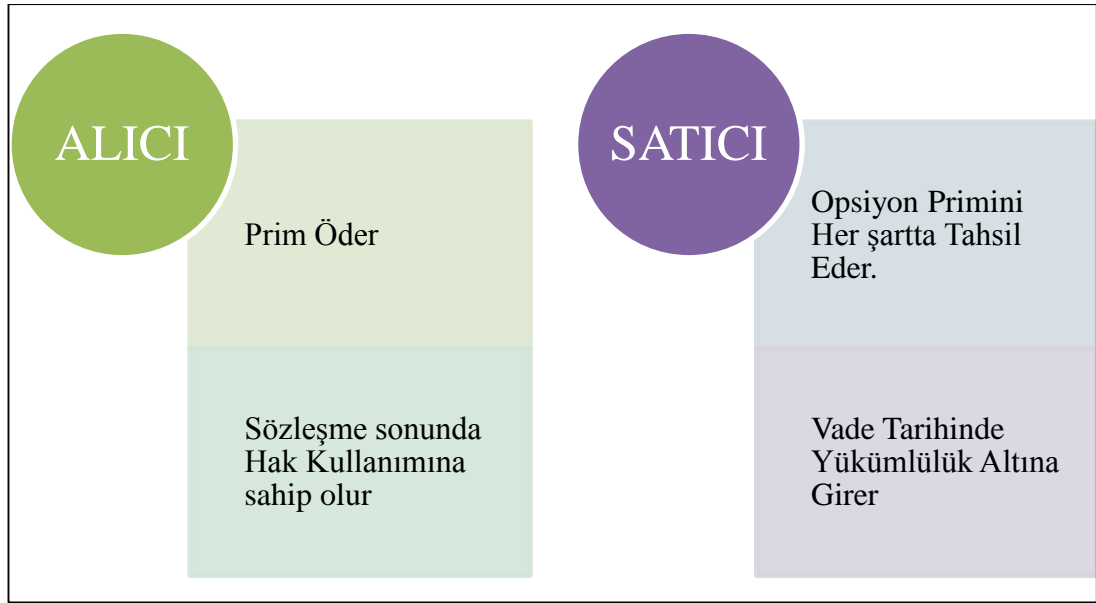 ALICI
Prim Öder
Sözleşme sonunda
Hak Kullanımına
sahip olur
SATICI
Opsiyon Primini
Her şartta Tahsil
Eder.
Vade Tarihinde
Yükümlülük Altına
Girer